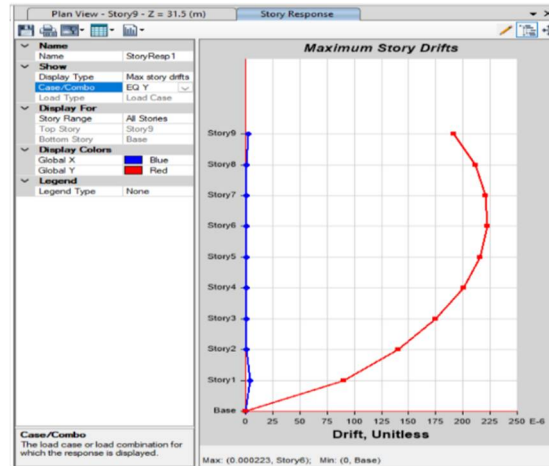 Plan View - Story9 - Z = 31.5 (m)
Story Response
Name
Name StoryResp1
Show
Display Type Max story drifts
Case/Combo EQ Y
Load Type Load Case
Display For
Story Range All Stories
Top Story Story9
Bottom Story Base
Display Colors
Global X Blue
Global Y Red
Legend
Legend Type None
Case/Combo
The load case or load combination for
which the response is displayed.
Maximum Story Drifts
Story9
Story8
Story7
Story6
Story5
Story4
Story3
Story2
Story1
Base
0 25 50 75 100 125 150 175 200 225 250 E-6
Drift, Unitless
Max: (0.000223, Story6); Min: (0, Base)